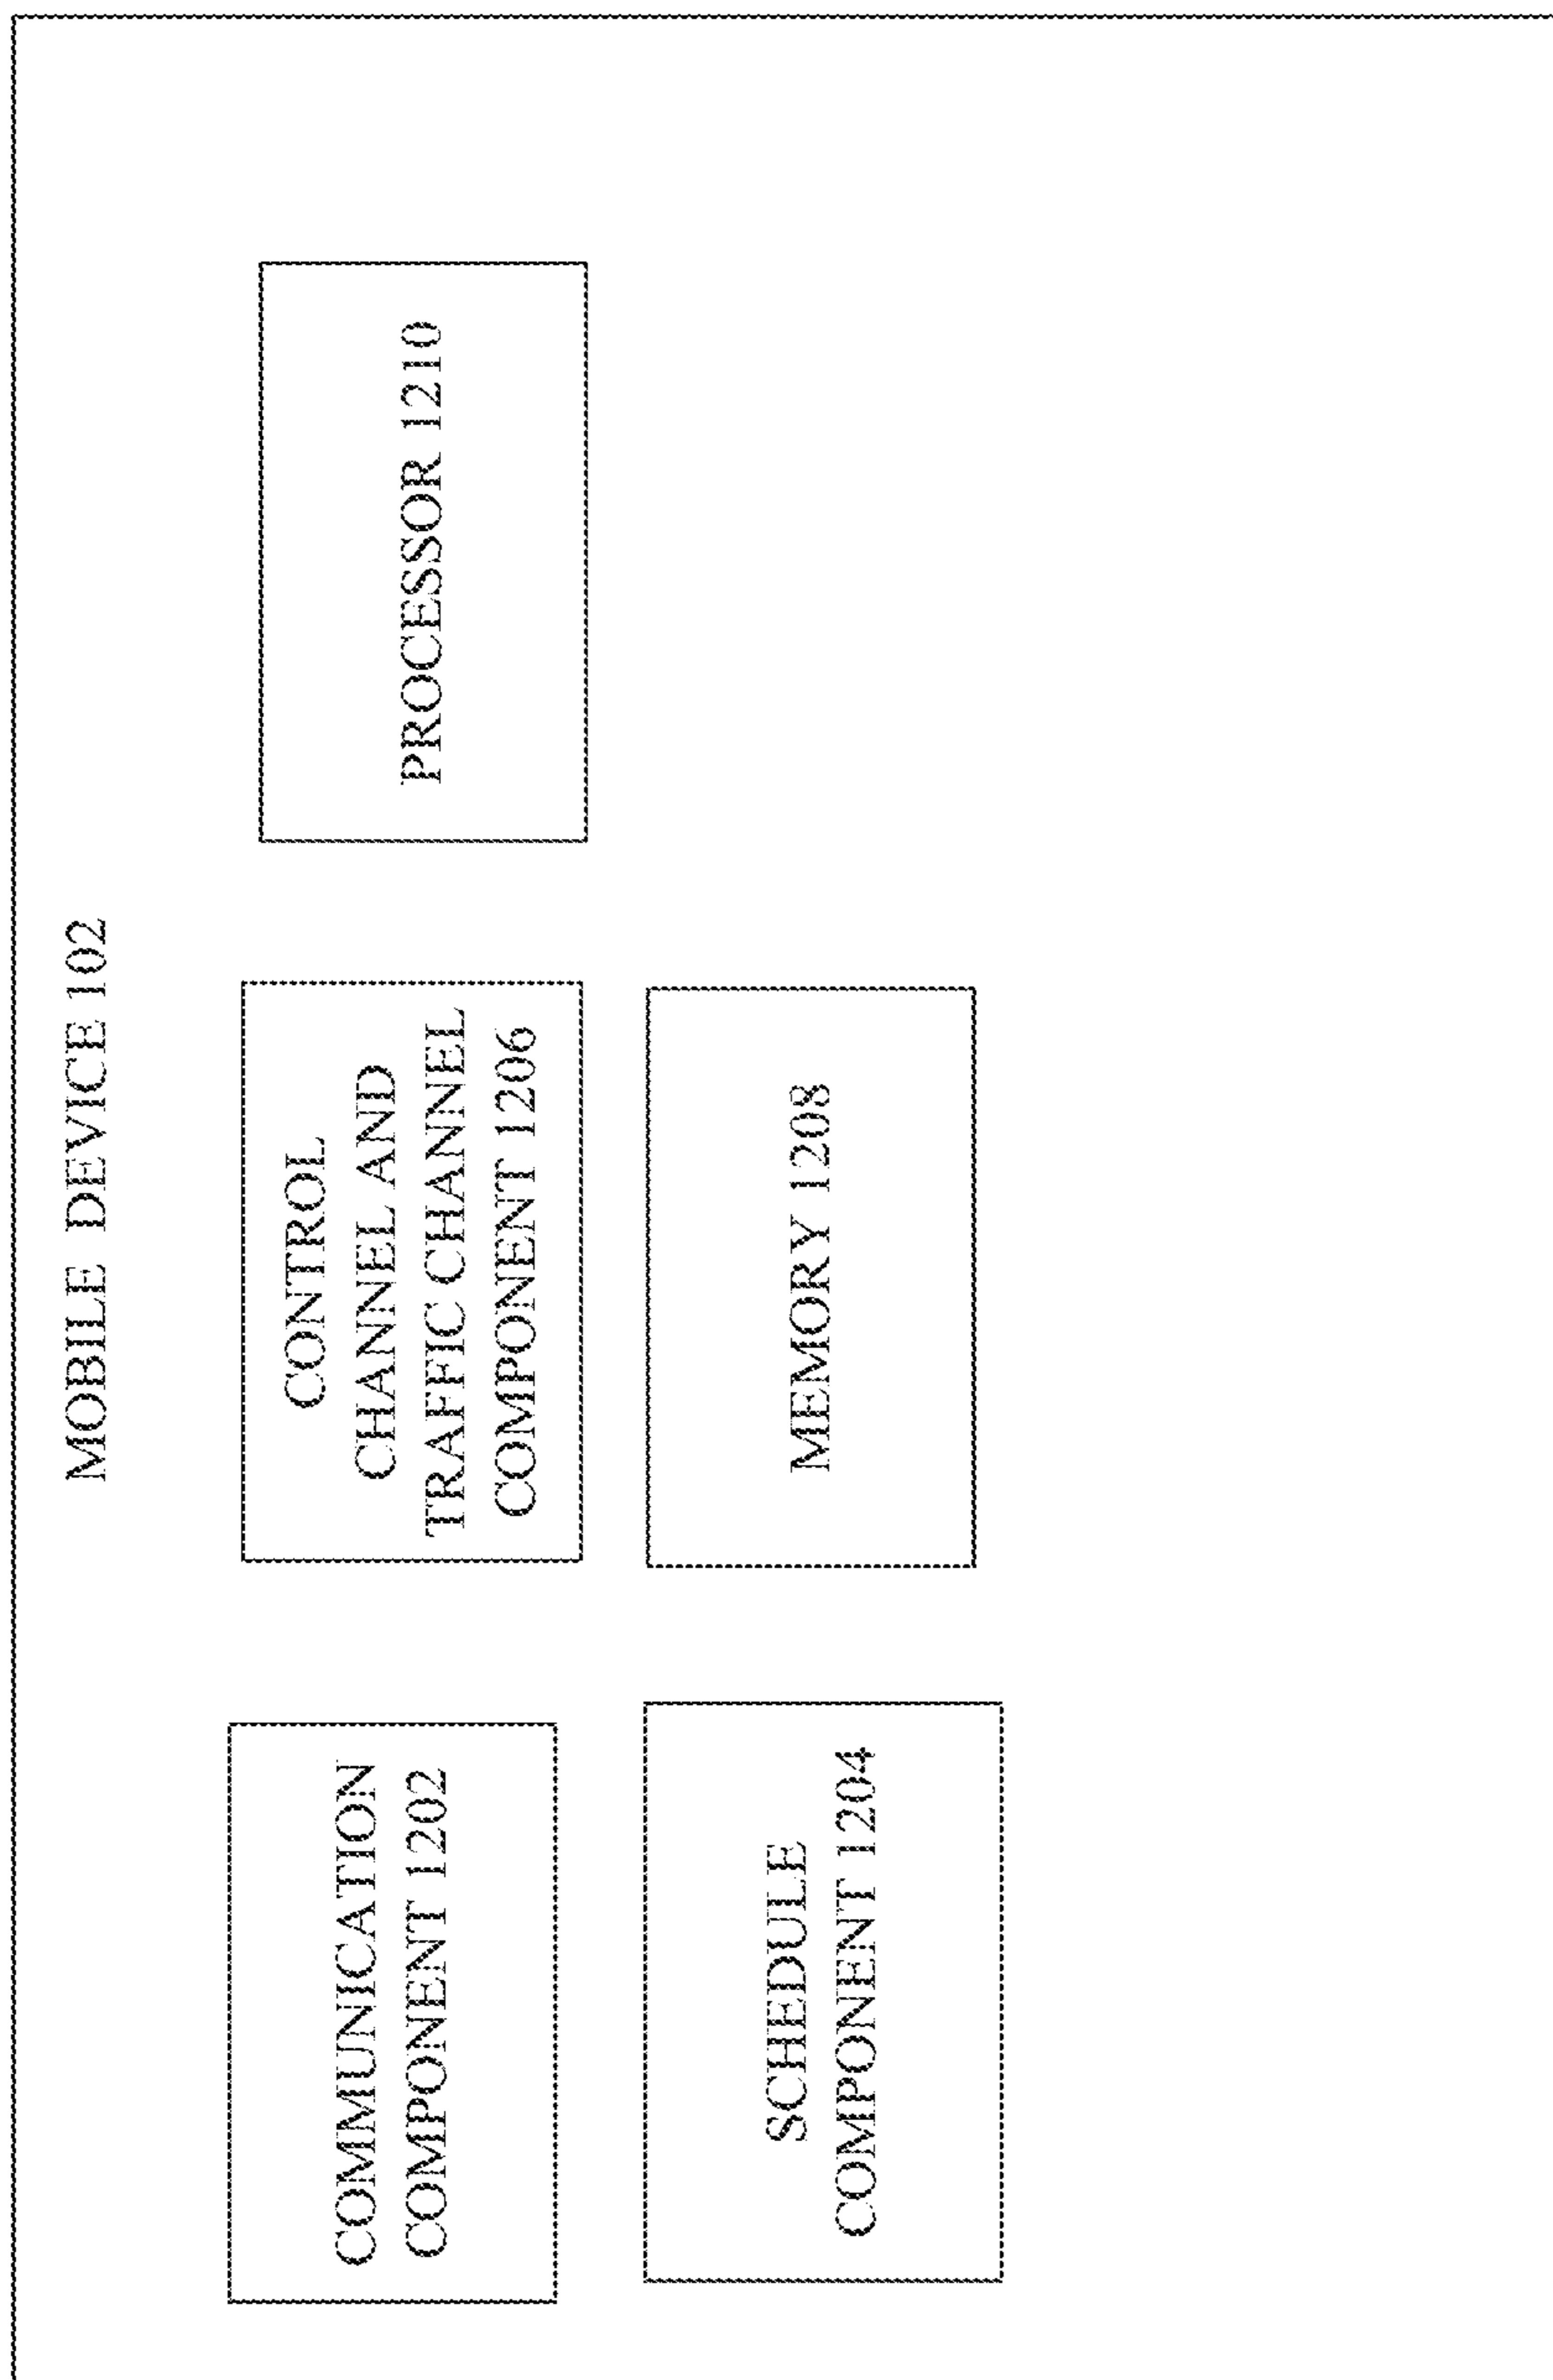 MOBILE DEVICE 102
COMMUNICATION
COMPONENT 1202
CONTROL
CHANNEL AND
TRAFFIC CHANNEL
COMPONENT 1206
PROCESSOR 1210
SCHEDULE
COMPONENT 1204
MEMORY 1208